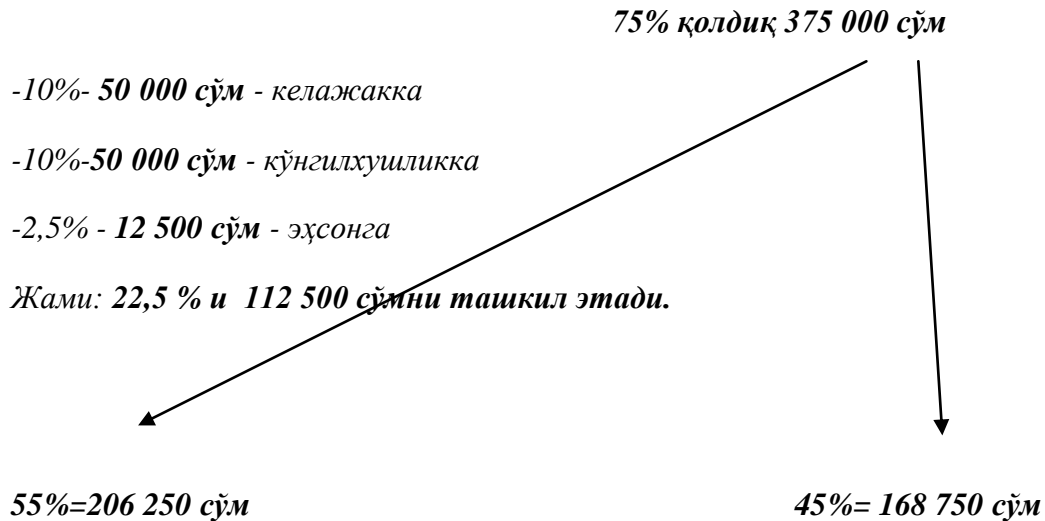 75% қолдиқ 375 000 сўм
-10%- 50 000 сўм - келажакка
-10%-50 000 сўм - кўнгилхушликка
-2,5% - 12 500 сўм - эҳсонга
Жами: 22,5 % и 112 500 сўмни ташкил этади.
55%=206 250 сўм 45%= 168 750 сўм